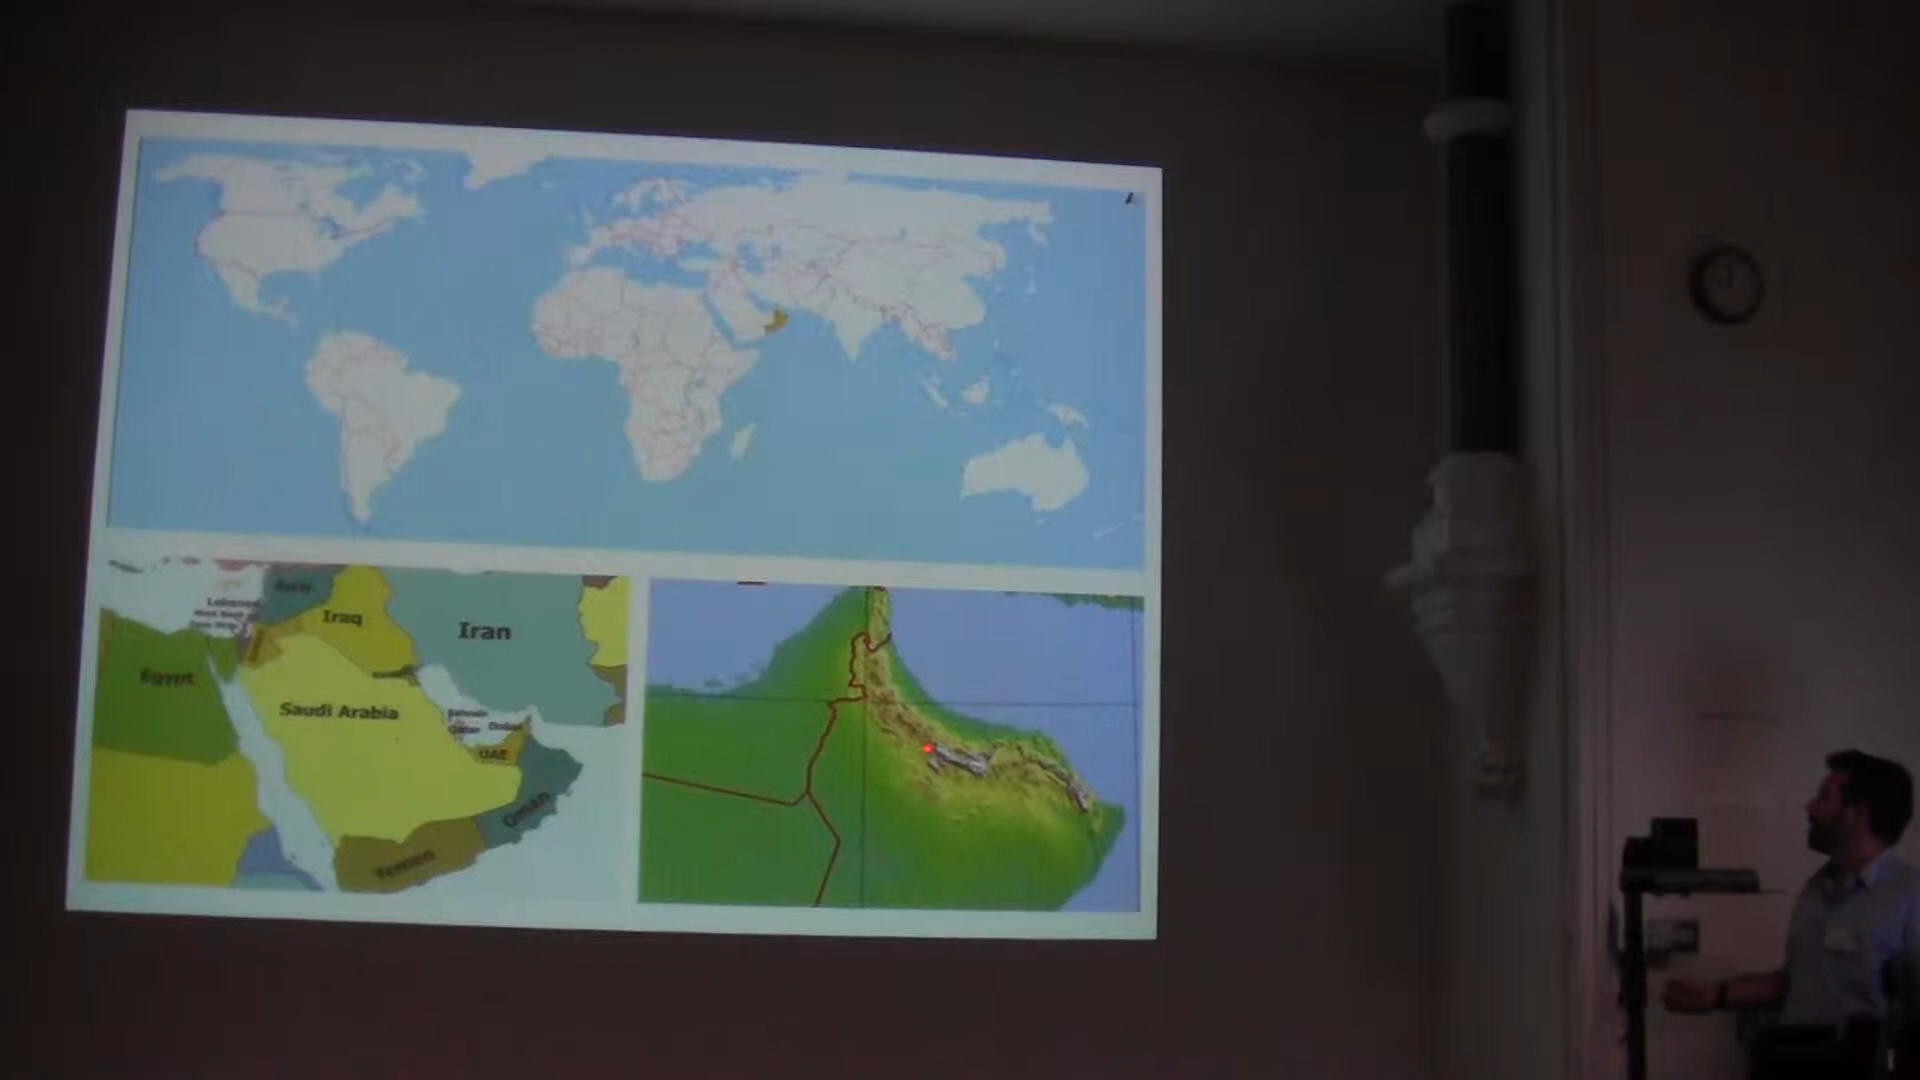 Syria
Lebanon
Iraq
Iran
Egypt
Saudi Arabia
Bahrain
Qatar
Dubai
UAE
Oman
Yemen